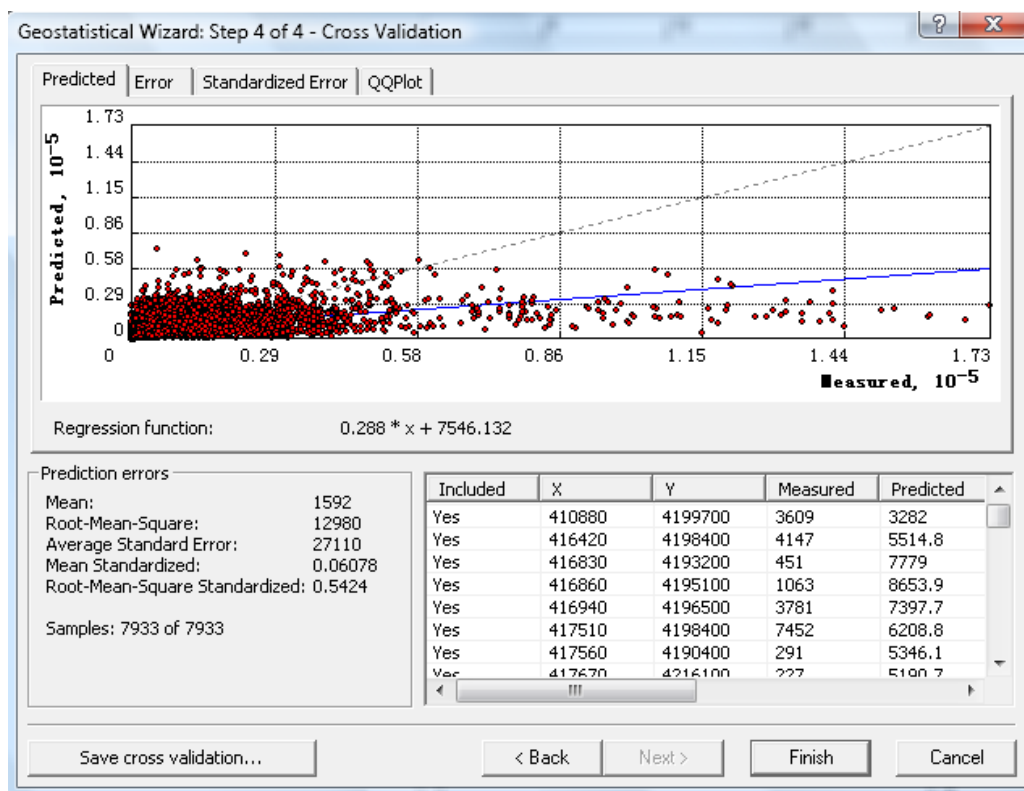 Geostatistical Wizard: Step 4 of 4 - Cross Validation
?
X
Predicted Error Standardized Error QQPlot
Predicted, 10⁻⁵
1.73
1.44
1.15
0.86
0.58
0.29
0
0 0.29 0.58 0.86 1.15 1.44 1.73
Measured, 10⁻⁵
Regression function: 0.288 * x + 7546.132
Prediction errors
Mean: 1592
Root-Mean-Square: 12980
Average Standard Error: 27110
Mean Standardized: 0.06078
Root-Mean-Square Standardized: 0.5424
Samples: 7933 of 7933
Included X Y Measured Predicted
Yes 410880 4199700 3609 3282
Yes 416420 4198400 4147 5514.8
Yes 416830 4193200 451 7779
Yes 416860 4195100 1063 8653.9
Yes 416940 4196500 3781 7397.7
Yes 417510 4198400 7452 6208.8
Yes 417560 4190400 291 5346.1
Yes 417670 4216100 227 5190.7
Save cross validation... < Back Next > Finish Cancel